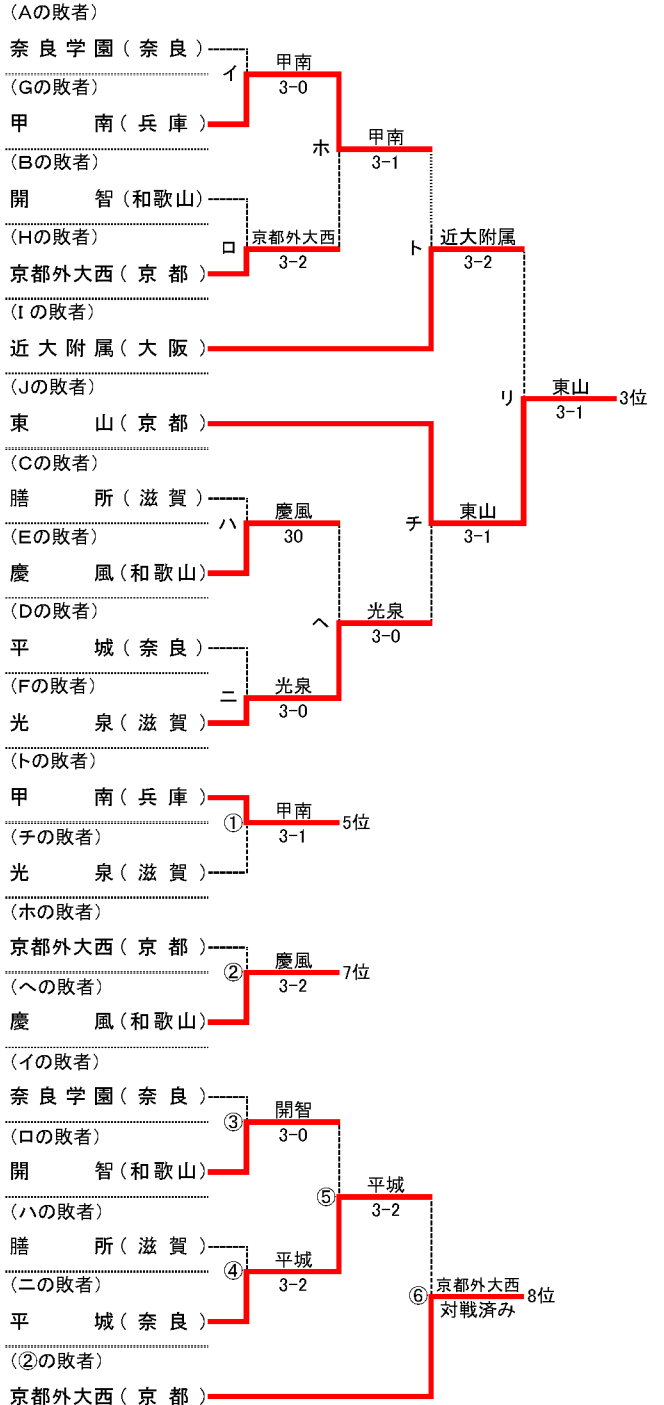 (Aの敗者)
奈良学園(奈良)
イ
甲南
3-0
(Gの敗者)
甲南(兵庫)
ホ
甲南
3-1
(Bの敗者)
開智(和歌山)
(Hの敗者)
ロ
京都外大西
3-2
ト
近大附属
3-2
京都外大西(京都)
(Iの敗者)
近大附属(大阪)
(Jの敗者)
リ
東山
3-1
3位
東山(京都)
(Cの敗者)
膳所(滋賀)
ハ
慶風
30
チ
東山
3-1
(Eの敗者)
慶風(和歌山)
(Dの敗者)
ヘ
光泉
3-0
平城(奈良)
(Fの敗者)
ニ
光泉
3-0
光泉(滋賀)
(トの敗者)
甲南(兵庫)
①
甲南
3-1
5位
(チの敗者)
光泉(滋賀)
(ホの敗者)
京都外大西(京都)
②
慶風
3-2
7位
(ヘの敗者)
慶風(和歌山)
(イの敗者)
奈良学園(奈良)
③
開智
3-0
(ロの敗者)
開智(和歌山)
⑤
平城
3-2
(ハの敗者)
膳所(滋賀)
④
平城
3-2
(ニの敗者)
⑥
京都外大西
対戦済み
8位
平城(奈良)
(②の敗者)
京都外大西(京都)